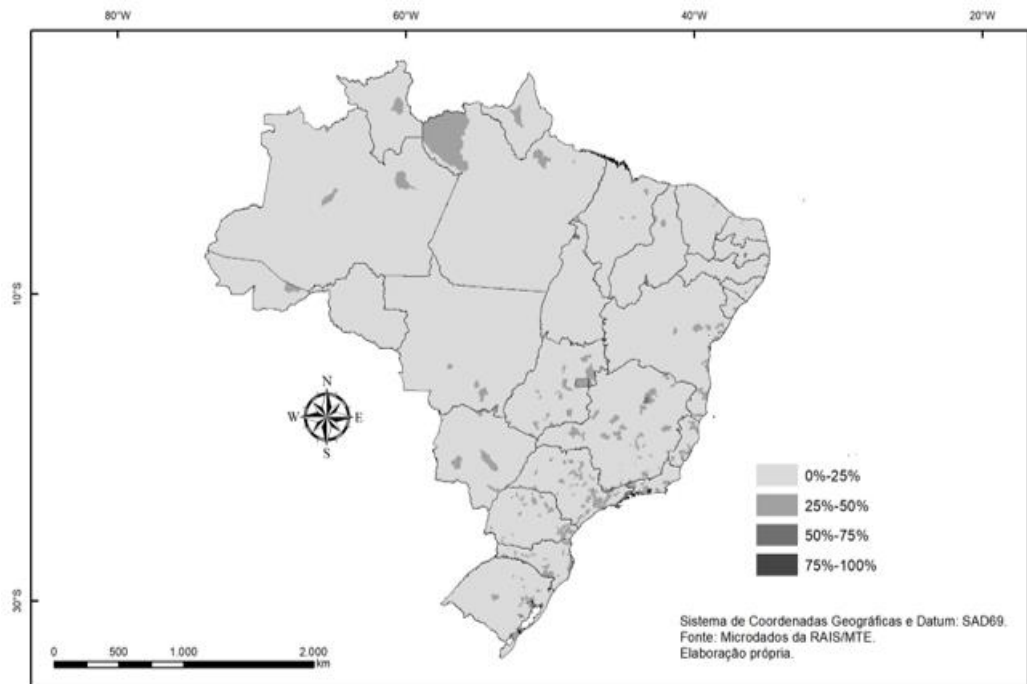 80°W 60°W 40°W 20°W
10°S
30°S
N
W E
S
0%-25%
25%-50%
50%-75%
75%-100%
Sistema de Coordenadas Geográficas e Datum: SAD69.
Fonte: Microdados da RAIS/MTE.
Elaboração própria.
0 500 1.000 2.000
km